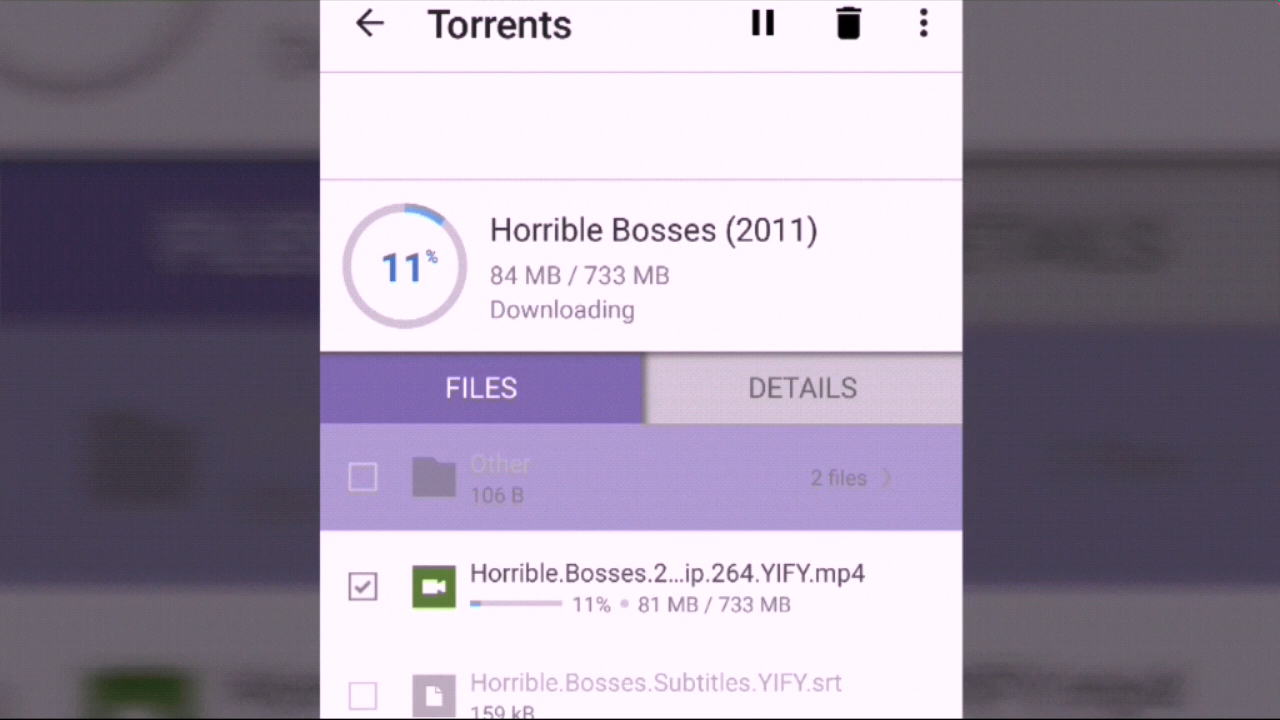 Torrents
Horrible Bosses (2011)
11%
84 MB / 733 MB
Downloading
FILES
DETAILS
Other
106 B
2 files
Horrible.Bosses.2...ip.264.YIFY.mp4
11% • 81 MB / 733 MB
Horrible.Bosses.Subtitles.YIFY.srt
159 kB